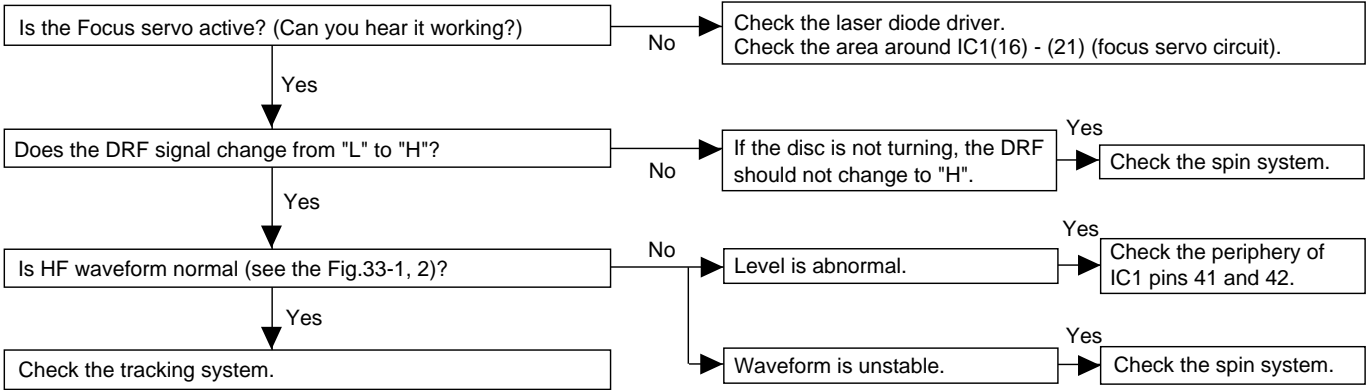 Is the Focus servo active? (Can you hear it working?)
No
Check the laser diode driver.
Check the area around IC1(16) - (21) (focus servo circuit).
Yes
Does the DRF signal change from "L" to "H"?
No
If the disc is not turning, the DRF
should not change to "H".
Yes
Check the spin system.
Yes
Is HF waveform normal (see the Fig.33-1, 2)?
No
Level is abnormal.
Yes
Check the periphery of
IC1 pins 41 and 42.
Yes
Check the tracking system.
Waveform is unstable.
Yes
Check the spin system.